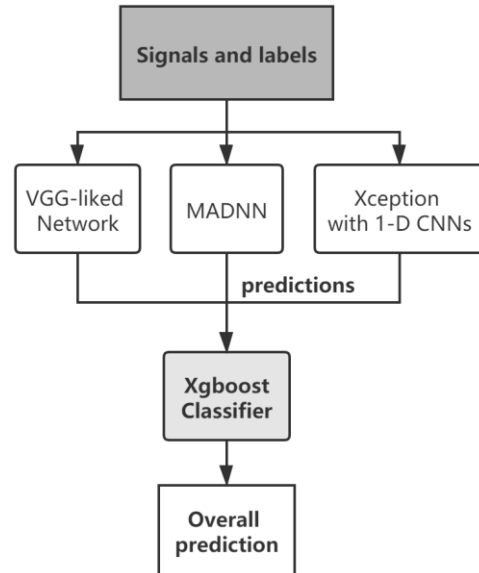 Signals and labels
VGG-liked
Network
MADNN
Xception
with 1-D CNNs
predictions
Xgboost
Classifier
Overall
prediction